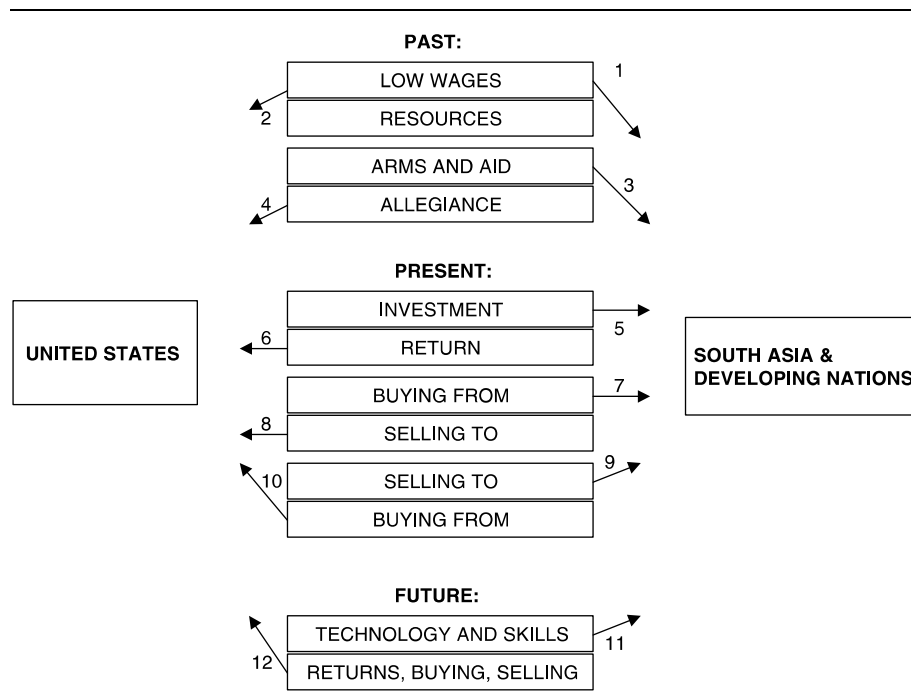 PAST:
LOW WAGES
1
2
RESOURCES
ARMS AND AID
3
4
ALLEGIANCE
PRESENT:
INVESTMENT
5
6
RETURN
UNITED STATES
SOUTH ASIA &
DEVELOPING NATIONS
BUYING FROM
7
8
SELLING TO
9
10
SELLING TO
BUYING FROM
FUTURE:
TECHNOLOGY AND SKILLS
11
12
RETURNS, BUYING, SELLING